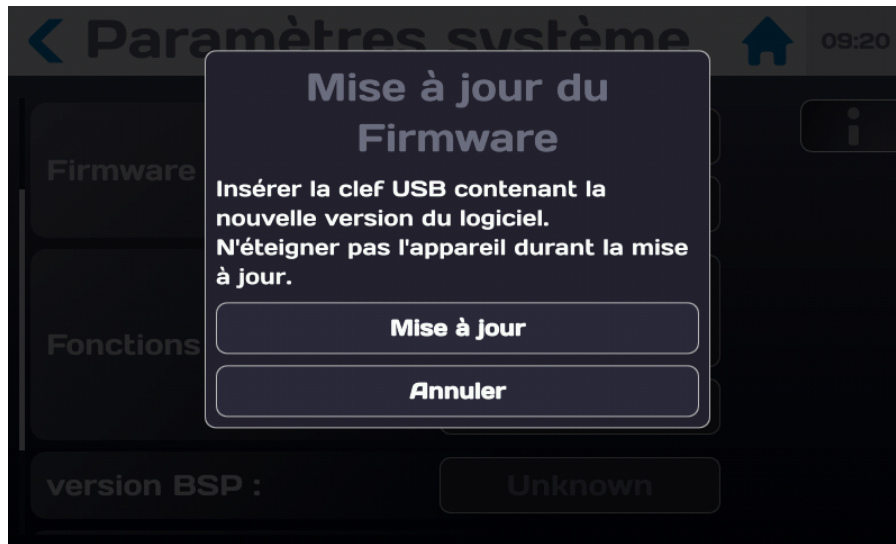 Paramètres système
09:20
Mise à jour du
Firmware
Firmware
Insérer la clef USB contenant la
nouvelle version du logiciel.
N'éteigner pas l'appareil durant la mise
à jour.
Mise à jour
Fonctions
Annuler
version BSP :
Unknown